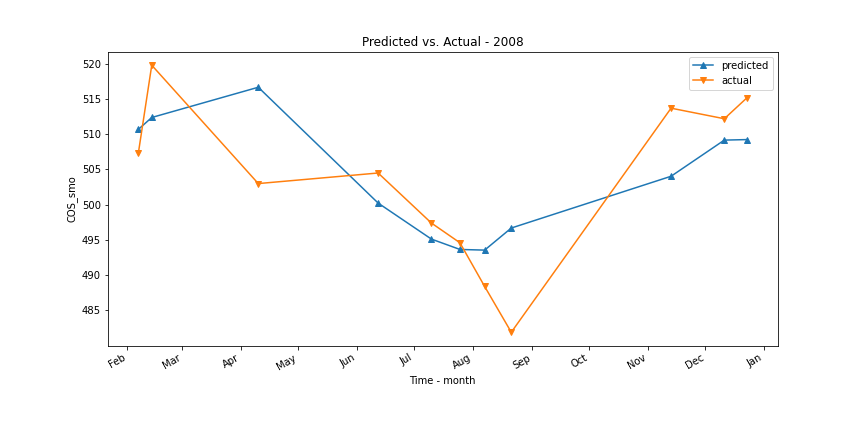 Predicted vs. Actual - 2008
predicted
actual
520
515
510
505
500
495
490
485
COS_smo
Feb
Mar
Apr
May
Jun
Jul
Aug
Sep
Oct
Nov
Dec
Jan
Time - month